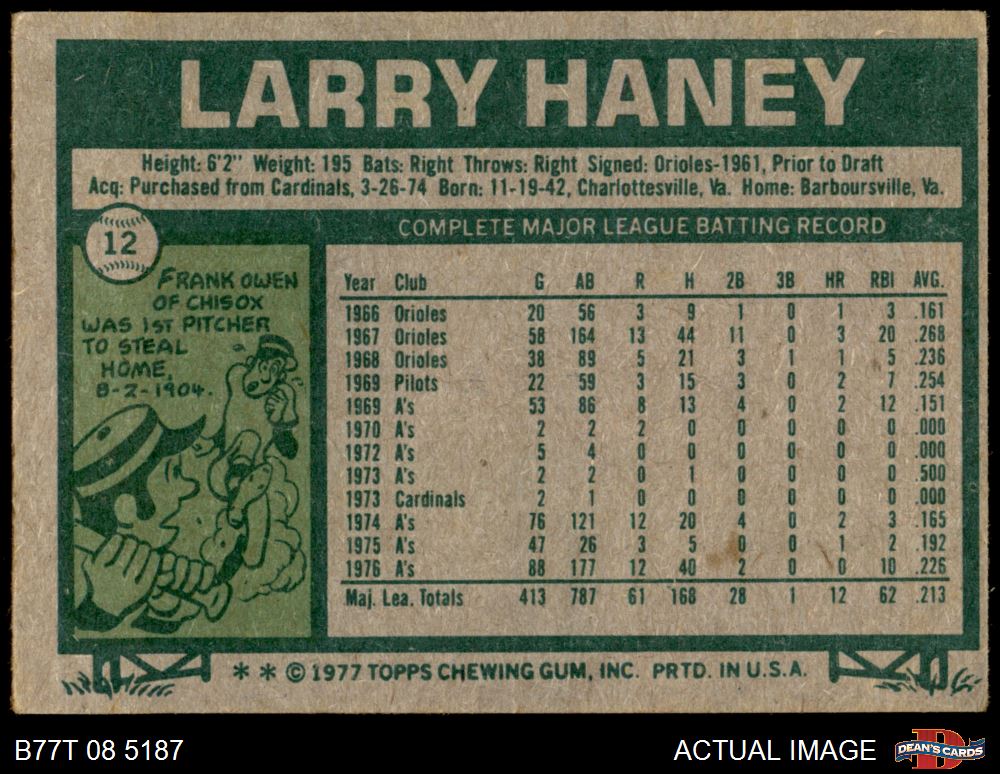 LARRY HANEY
Height: 6'2" Weight: 195 Bats: Right Throws: Right Signed: Orioles-1961, Prior to Draft
Acq: Purchased from Cardinals, 3-26-74 Born: 11-19-42, Charlottesville, Va. Home: Barboursville, Va.
12
FRANK OWEN
OF CHISOX
WAS 1ST PITCHER
TO STEAL
HOME,
8-2-1904.
COMPLETE MAJOR LEAGUE BATTING RECORD
Year Club G AB R H 2B 3B HR RBI AVG.
1966 Orioles 20 56 3 9 1 0 1 3 .161
1967 Orioles 58 164 13 44 11 0 3 20 .268
1968 Orioles 38 89 5 21 3 1 1 5 .236
1969 Pilots 22 59 3 15 3 0 2 7 .254
1969 A's 53 86 8 13 4 0 2 12 .151
1970 A's 2 2 2 0 0 0 0 0 .000
1972 A's 5 4 0 0 0 0 0 0 .000
1973 A's 2 2 0 1 0 0 0 0 .500
1973 Cardinals 2 1 0 0 0 0 0 0 .000
1974 A's 76 121 12 20 4 0 2 3 .165
1975 A's 47 26 3 5 0 0 1 2 .192
1976 A's 88 177 12 40 2 0 0 10 .226
Maj. Lea. Totals 413 787 61 168 28 1 12 62 .213
* * © 1977 TOPPS CHEWING GUM, INC. PRTD. IN U.S.A.
B77T 08 5187
ACTUAL IMAGE
D
DEAN'S CARDS